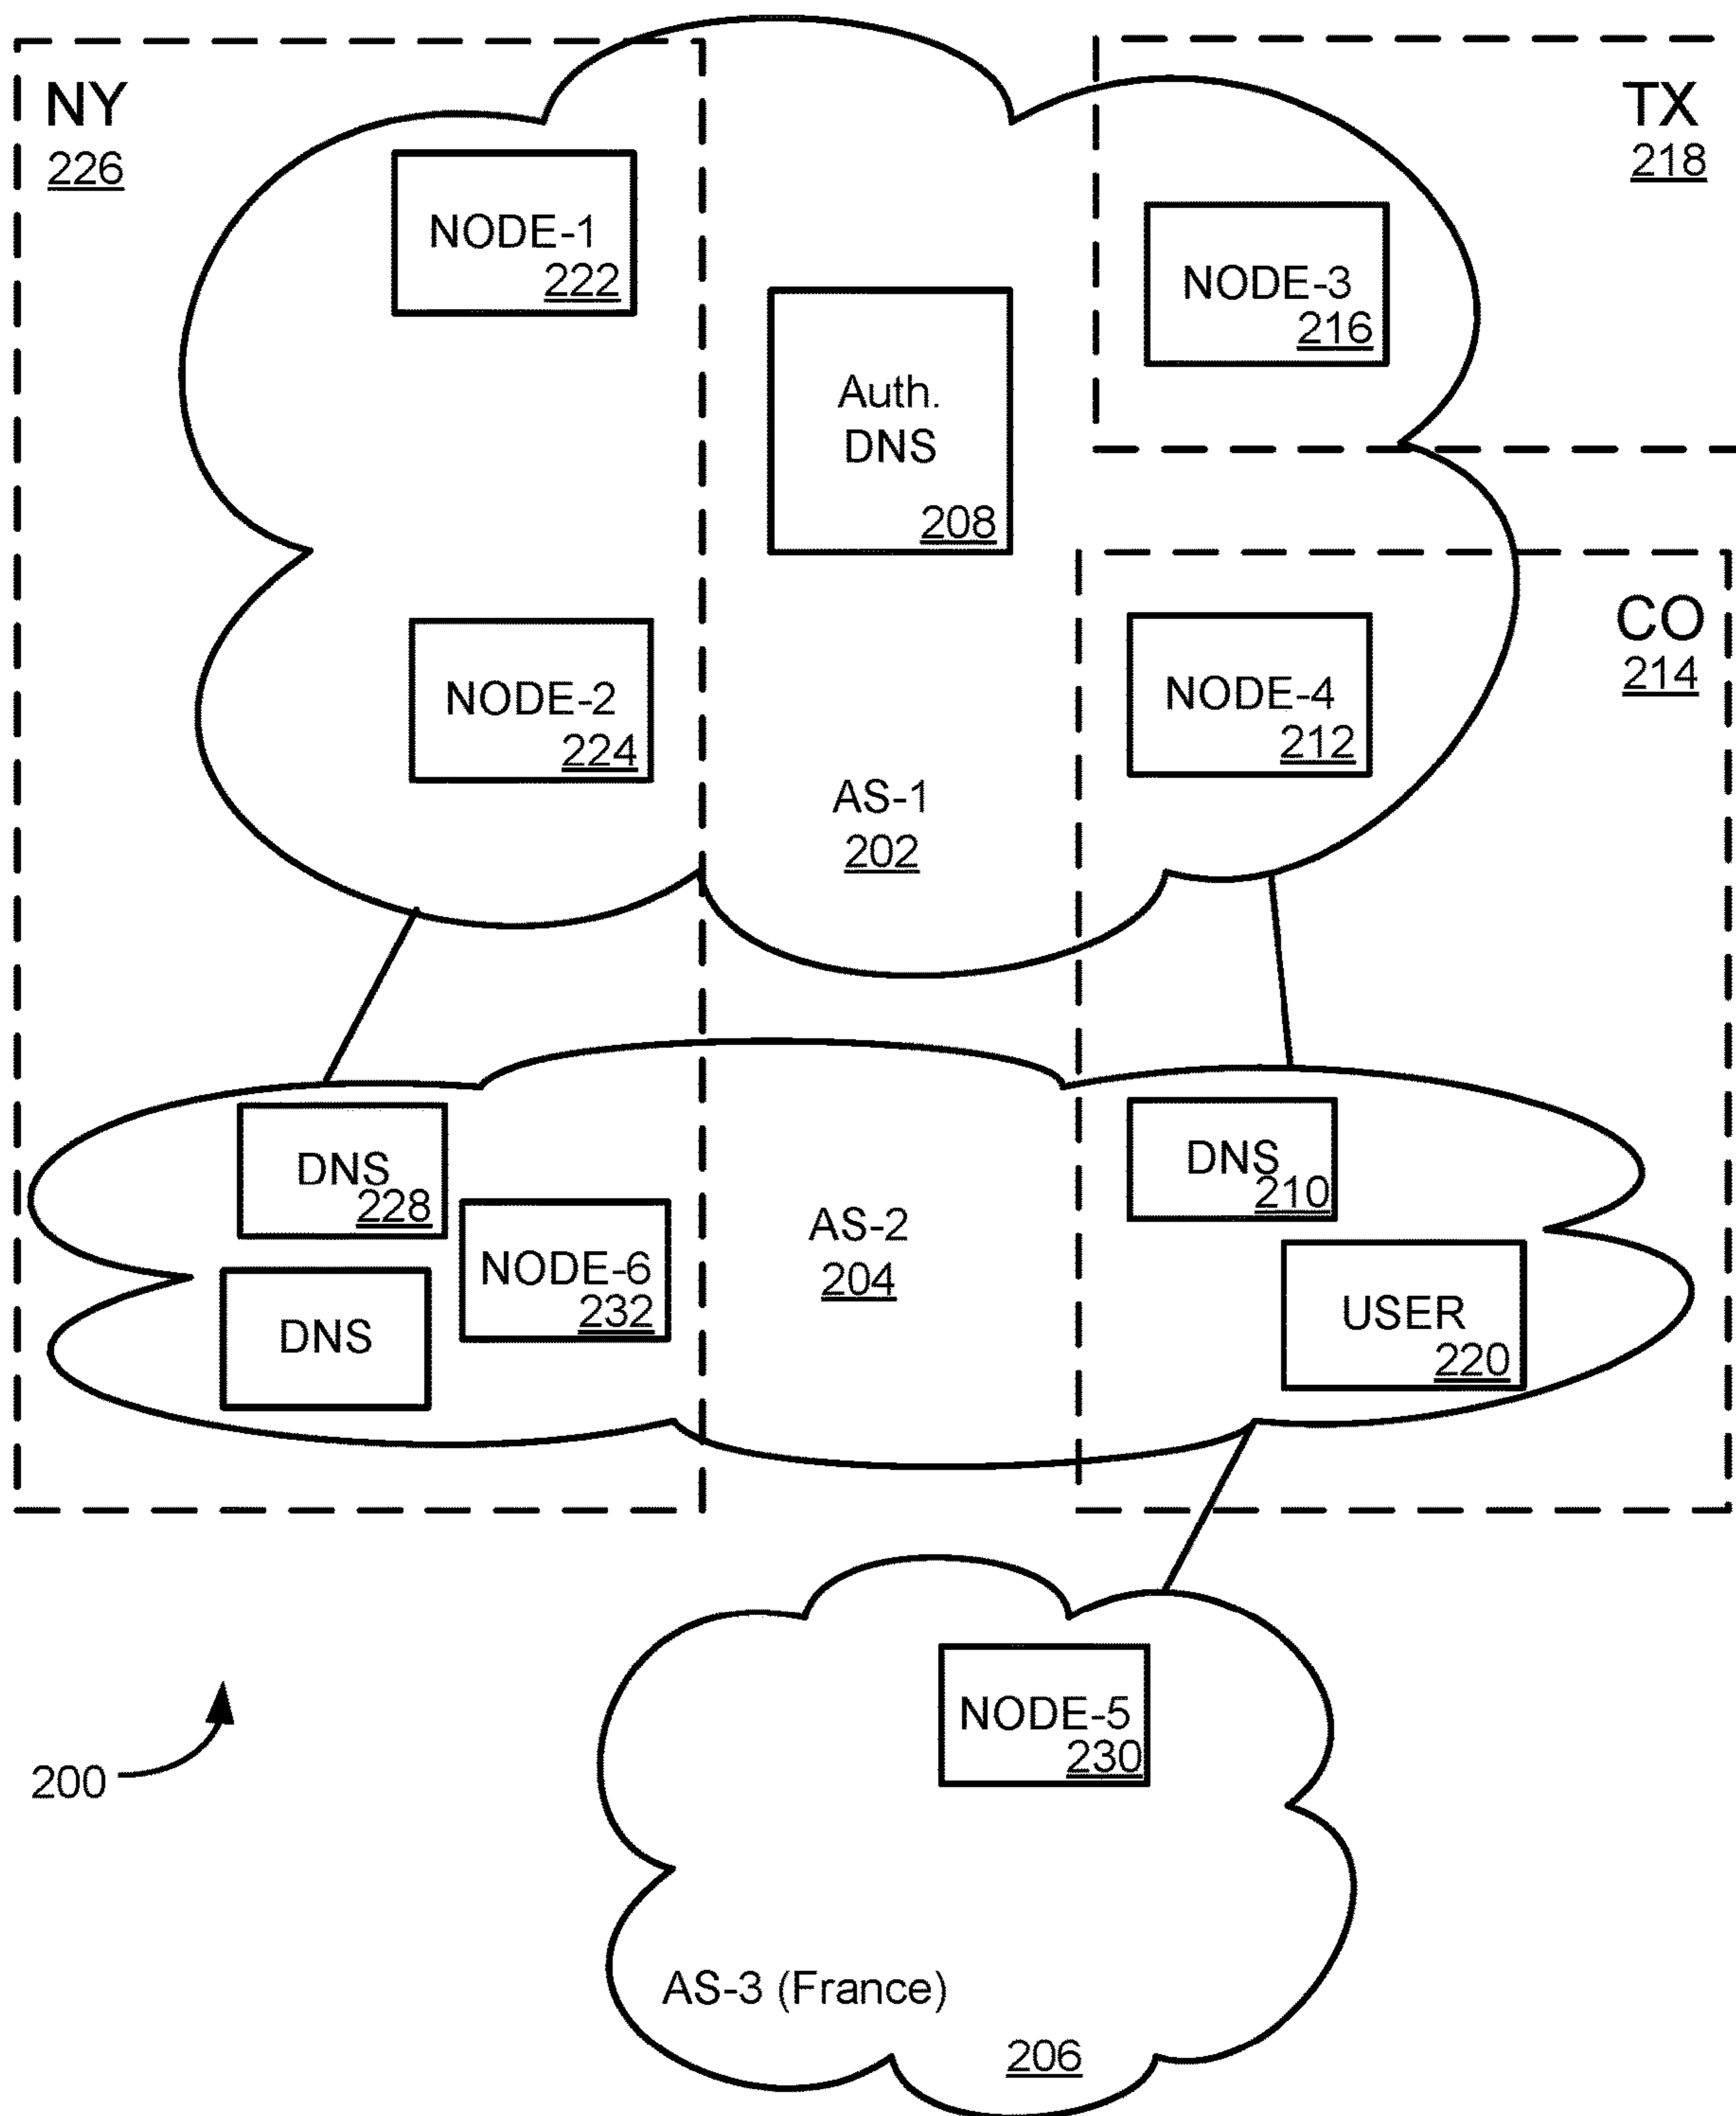 NY
226
TX
218
NODE-1
222
NODE-3
216
Auth.
DNS
208
CO
214
NODE-2
224
NODE-4
212
AS-1
202
DNS
228
DNS
210
NODE-6
232
AS-2
204
DNS
USER
220
NODE-5
230
200
AS-3 (France)
206